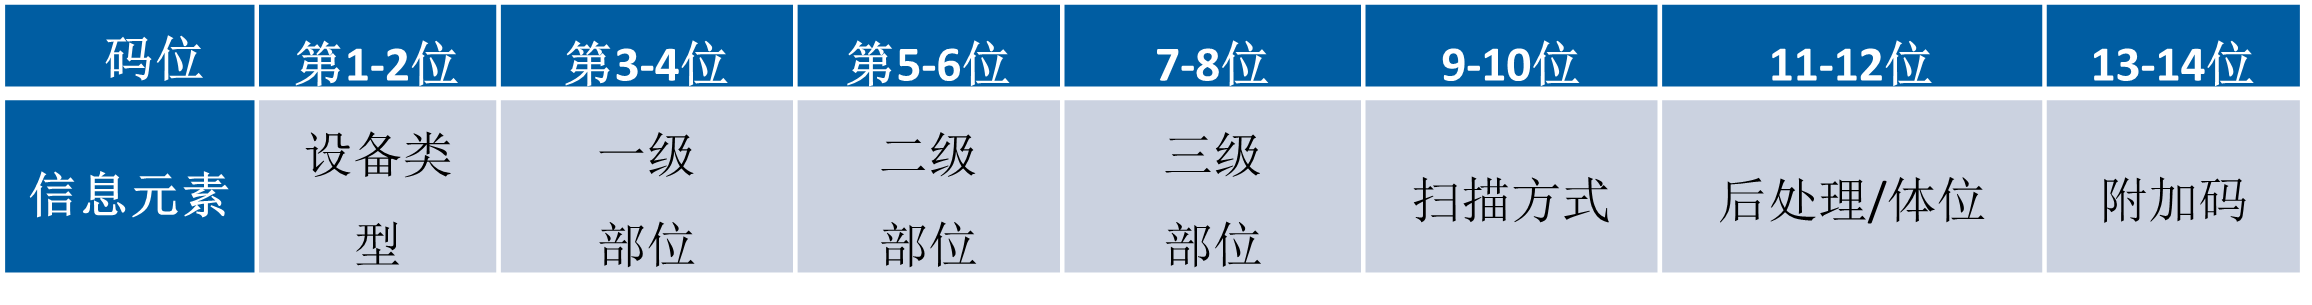 码位 第1-2位 第3-4位 第5-6位 7-8位 9-10位 11-12位 13-14位
信息元素 设备类型 一级部位 二级部位 三级部位 扫描方式 后处理/体位 附加码